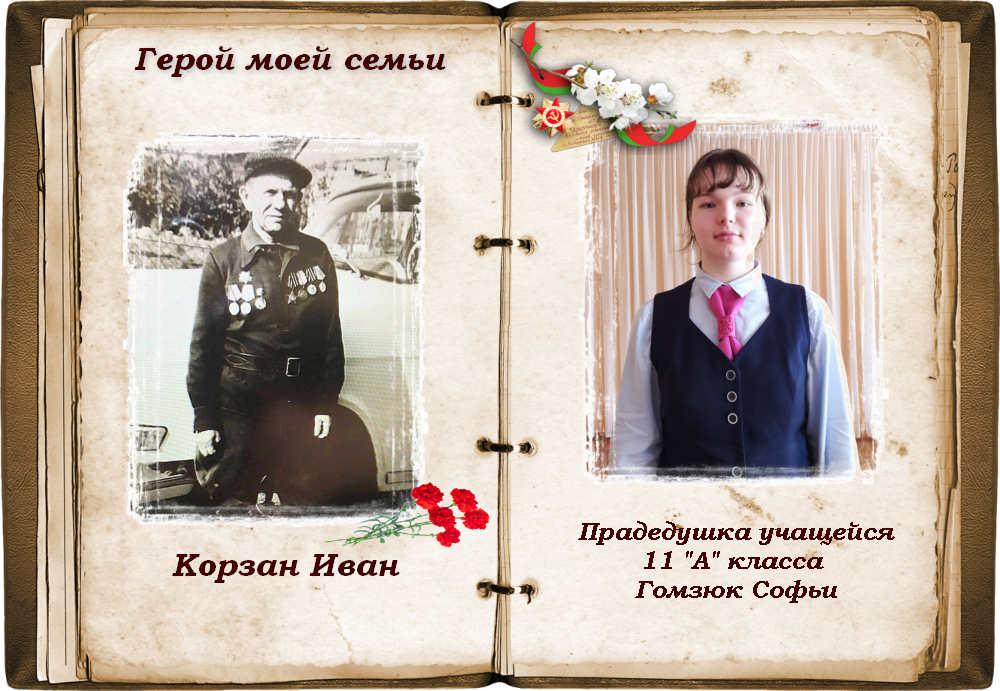 Герой моей семьи
Корзан Иван
Прадедушка учащейся
11 "А" класса
Гомзюк Софьи